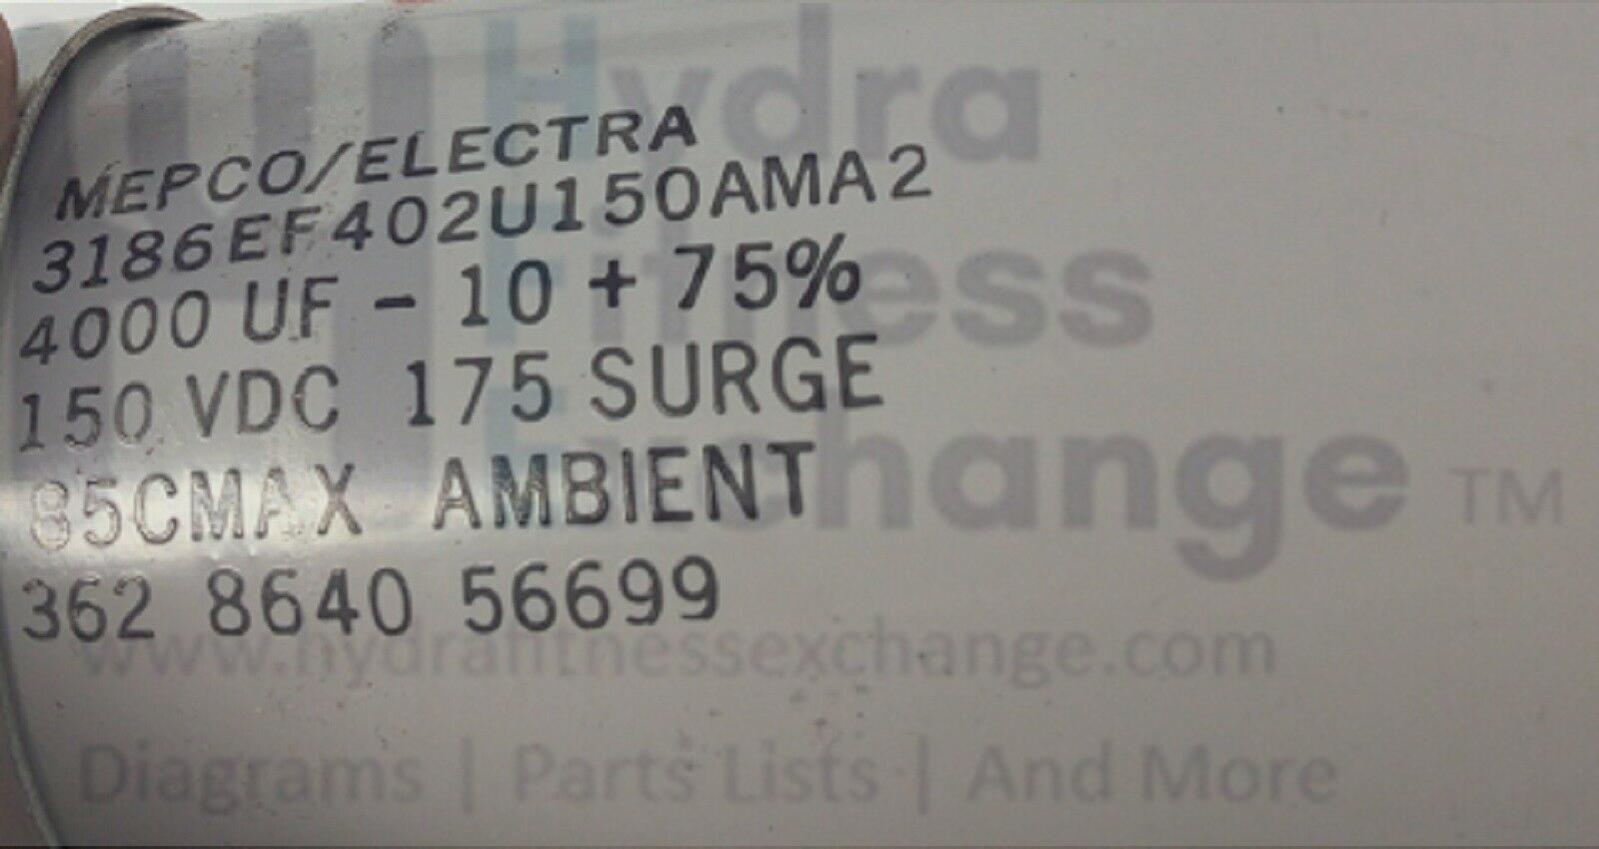 MEPCO/ELECTRA
3186EF402U150AMA2
4000 UF - 10 + 75%
150 VDC 175 SURGE
85CMAX AMBIENT
362 8640 56699
Hydra
Fitness
Exchange TM
www.hydrafitnessexchange.com
Diagrams | Parts Lists | And More